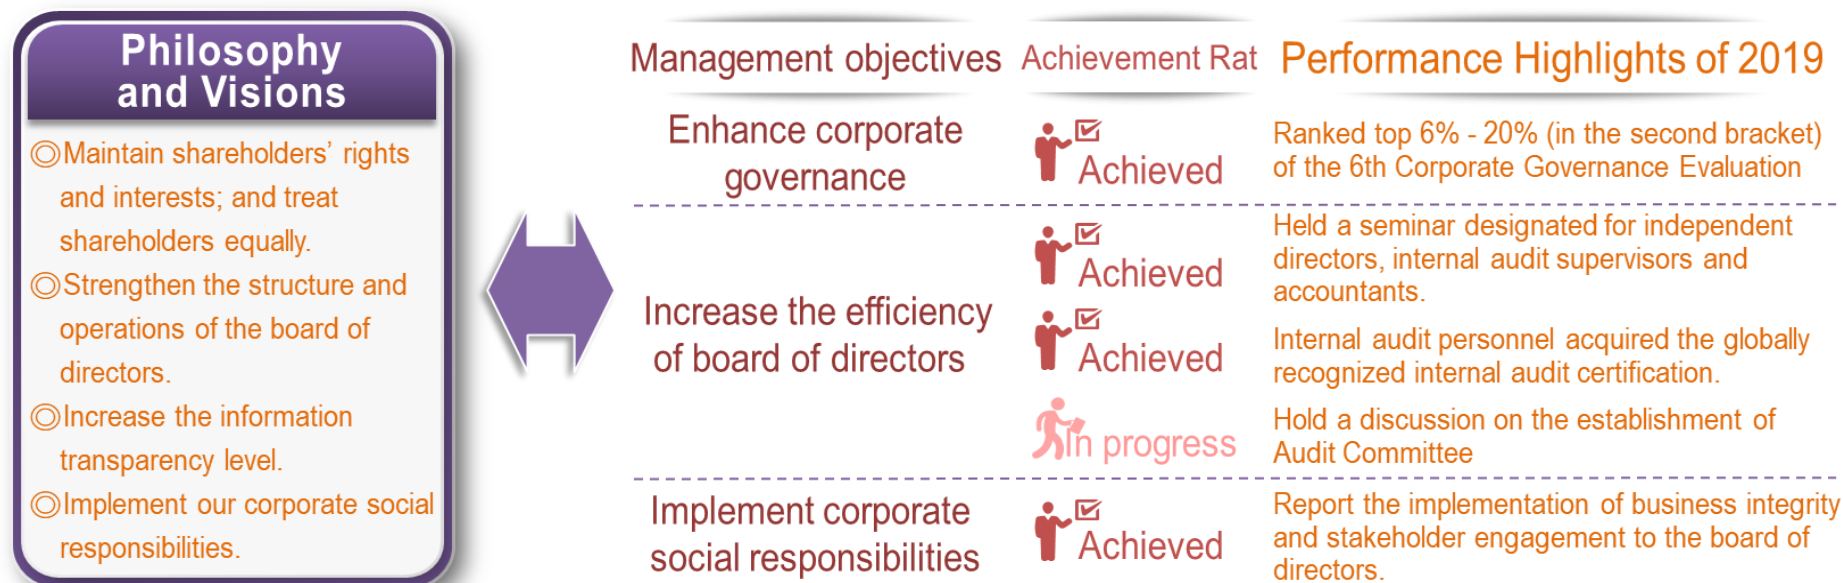 Philosophy
and Visions
◎Maintain shareholders’ rights
and interests; and treat
shareholders equally.
◎Strengthen the structure and
operations of the board of
directors.
◎Increase the information
transparency level.
◎Implement our corporate social
responsibilities.
Management objectives
Achievement Rat
Performance Highlights of 2019
Enhance corporate
governance
Achieved
Ranked top 6% - 20% (in the second bracket)
of the 6th Corporate Governance Evaluation
Increase the efficiency
of board of directors
Achieved
Held a seminar designated for independent
directors, internal audit supervisors and
accountants.
Achieved
Internal audit personnel acquired the globally
recognized internal audit certification.
In progress
Hold a discussion on the establishment of
Audit Committee
Implement corporate
social responsibilities
Achieved
Report the implementation of business integrity
and stakeholder engagement to the board of
directors.